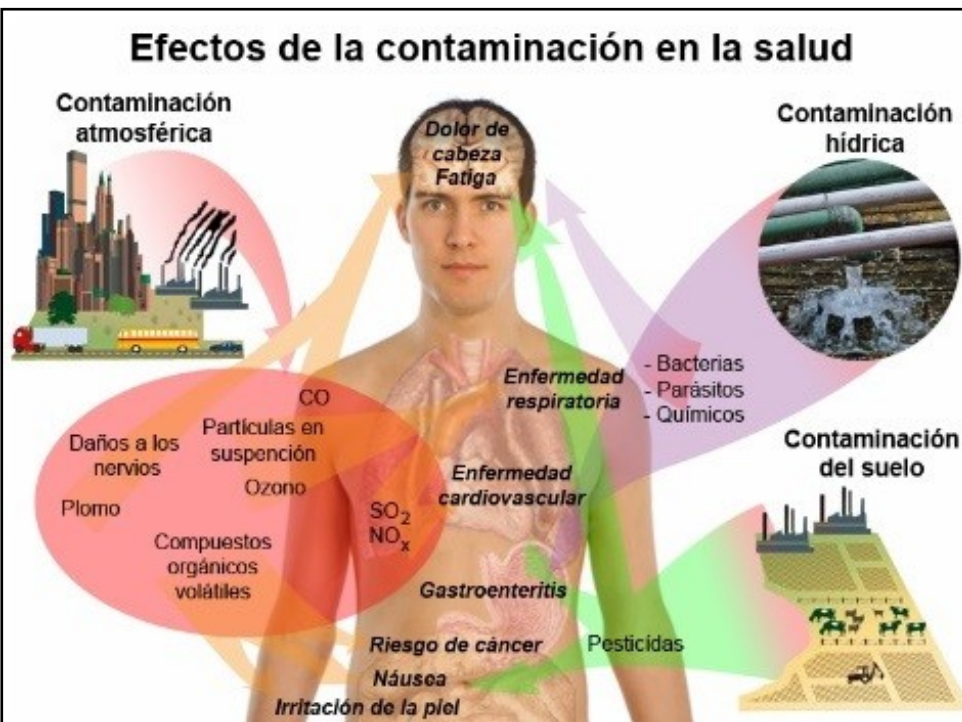 Efectos de la contaminación en la salud
Contaminación
atmosférica
Contaminación
hídrica
Dolor de
cabeza
Fatiga
Enfermedad
respiratoria
- Bacterias
- Parásitos
- Químicos
CO
Partículas en
suspención
Daños a los
nervios
Ozono
Plomo
SO2
NOx
Compuestos
orgánicos
volátiles
Enfermedad
cardiovascular
Contaminación
del suelo
Gastroenteritis
Riesgo de cáncer
Pesticidas
Náusea
Irritación de la piel